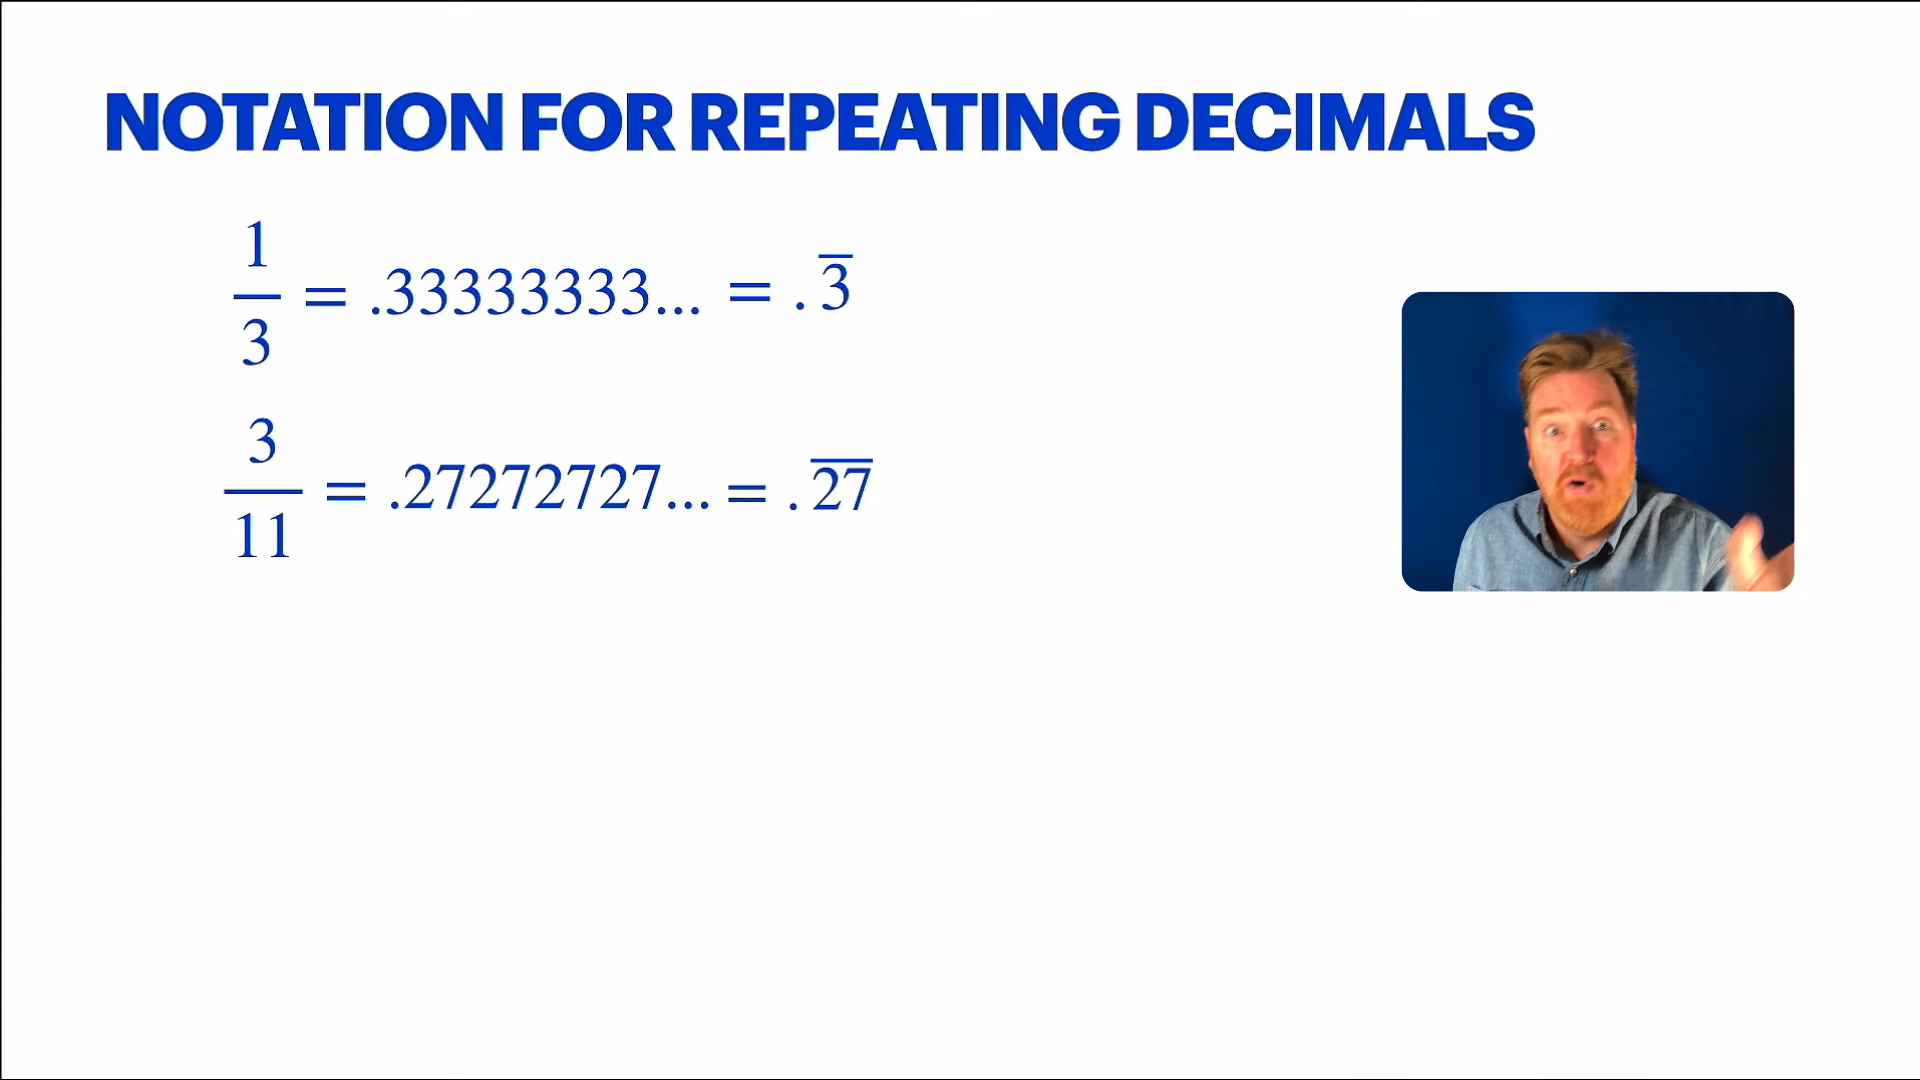 NOTATION FOR REPEATING DECIMALS
1/3 = .33333333... = .3̅
3/11 = .27272727... = .2̅7̅